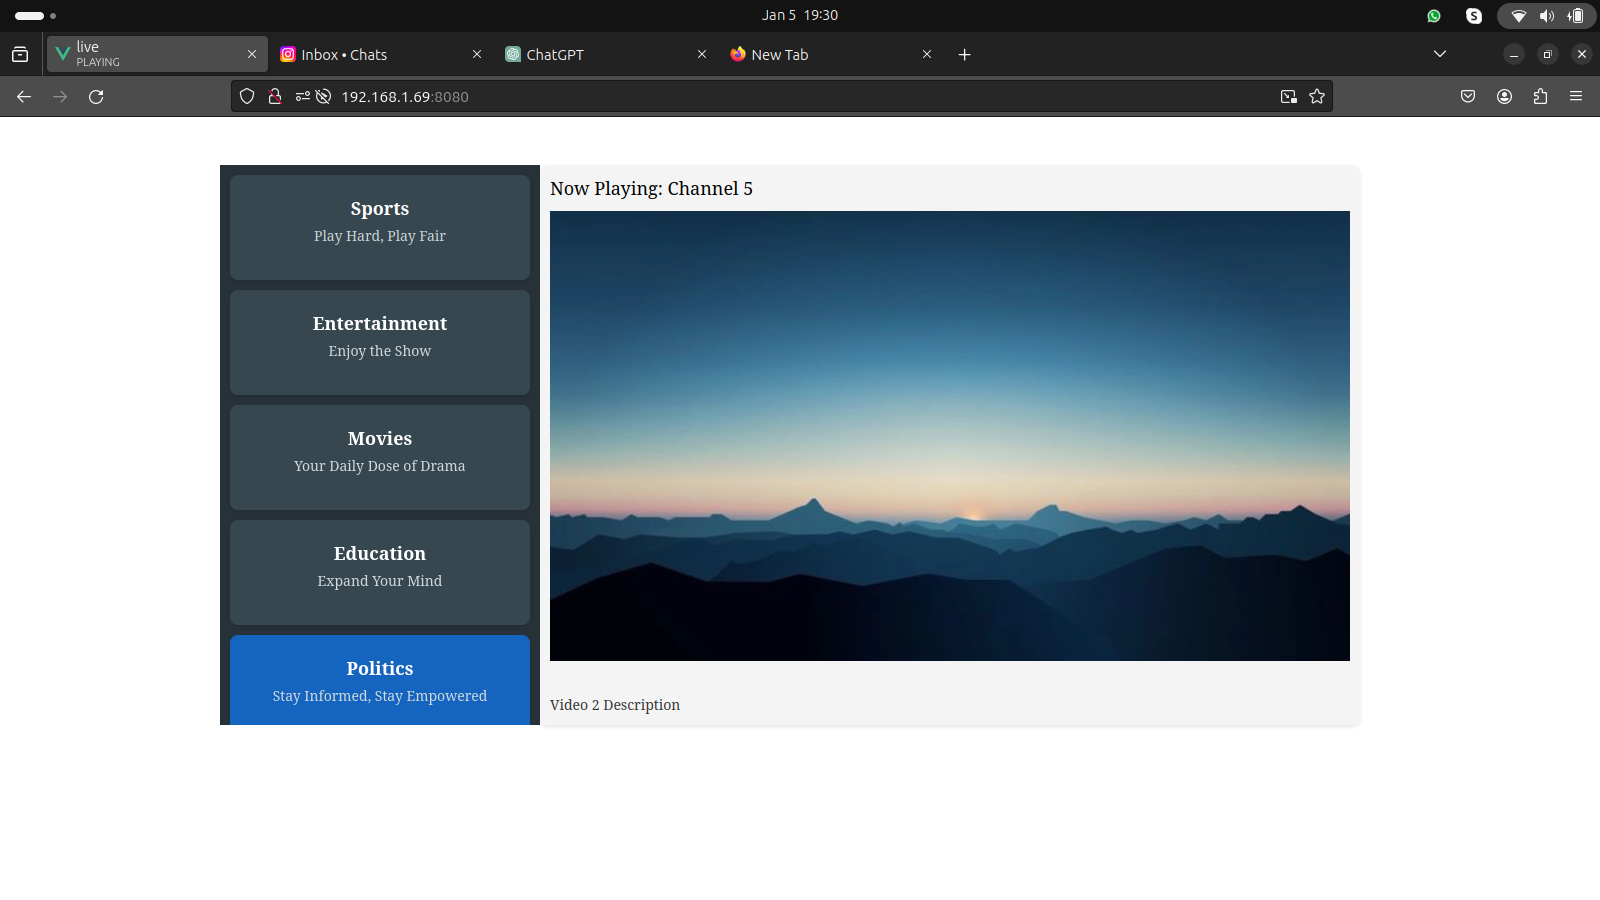 Jan 5 19:30
S
live
PLAYING
Inbox • Chats
ChatGPT
New Tab
192.168.1.69:8080
Sports
Play Hard, Play Fair
Entertainment
Enjoy the Show
Movies
Your Daily Dose of Drama
Education
Expand Your Mind
Politics
Stay Informed, Stay Empowered
Now Playing: Channel 5
Video 2 Description